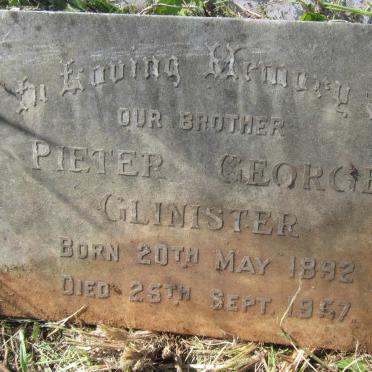 In Loving Memory
OUR BROTHER
PIETER GEORGE
GLINISTER
BORN 20TH MAY 1892
DIED 25TH SEPT 1957